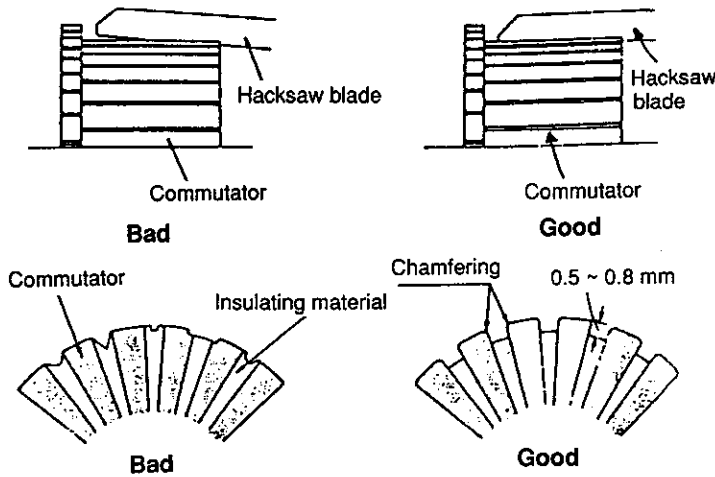 Hacksaw blade
Commutator
Bad
Hacksaw
blade
Commutator
Good
Commutator
Insulating material
Bad
Chamfering
0.5 ~ 0.8 mm
Good